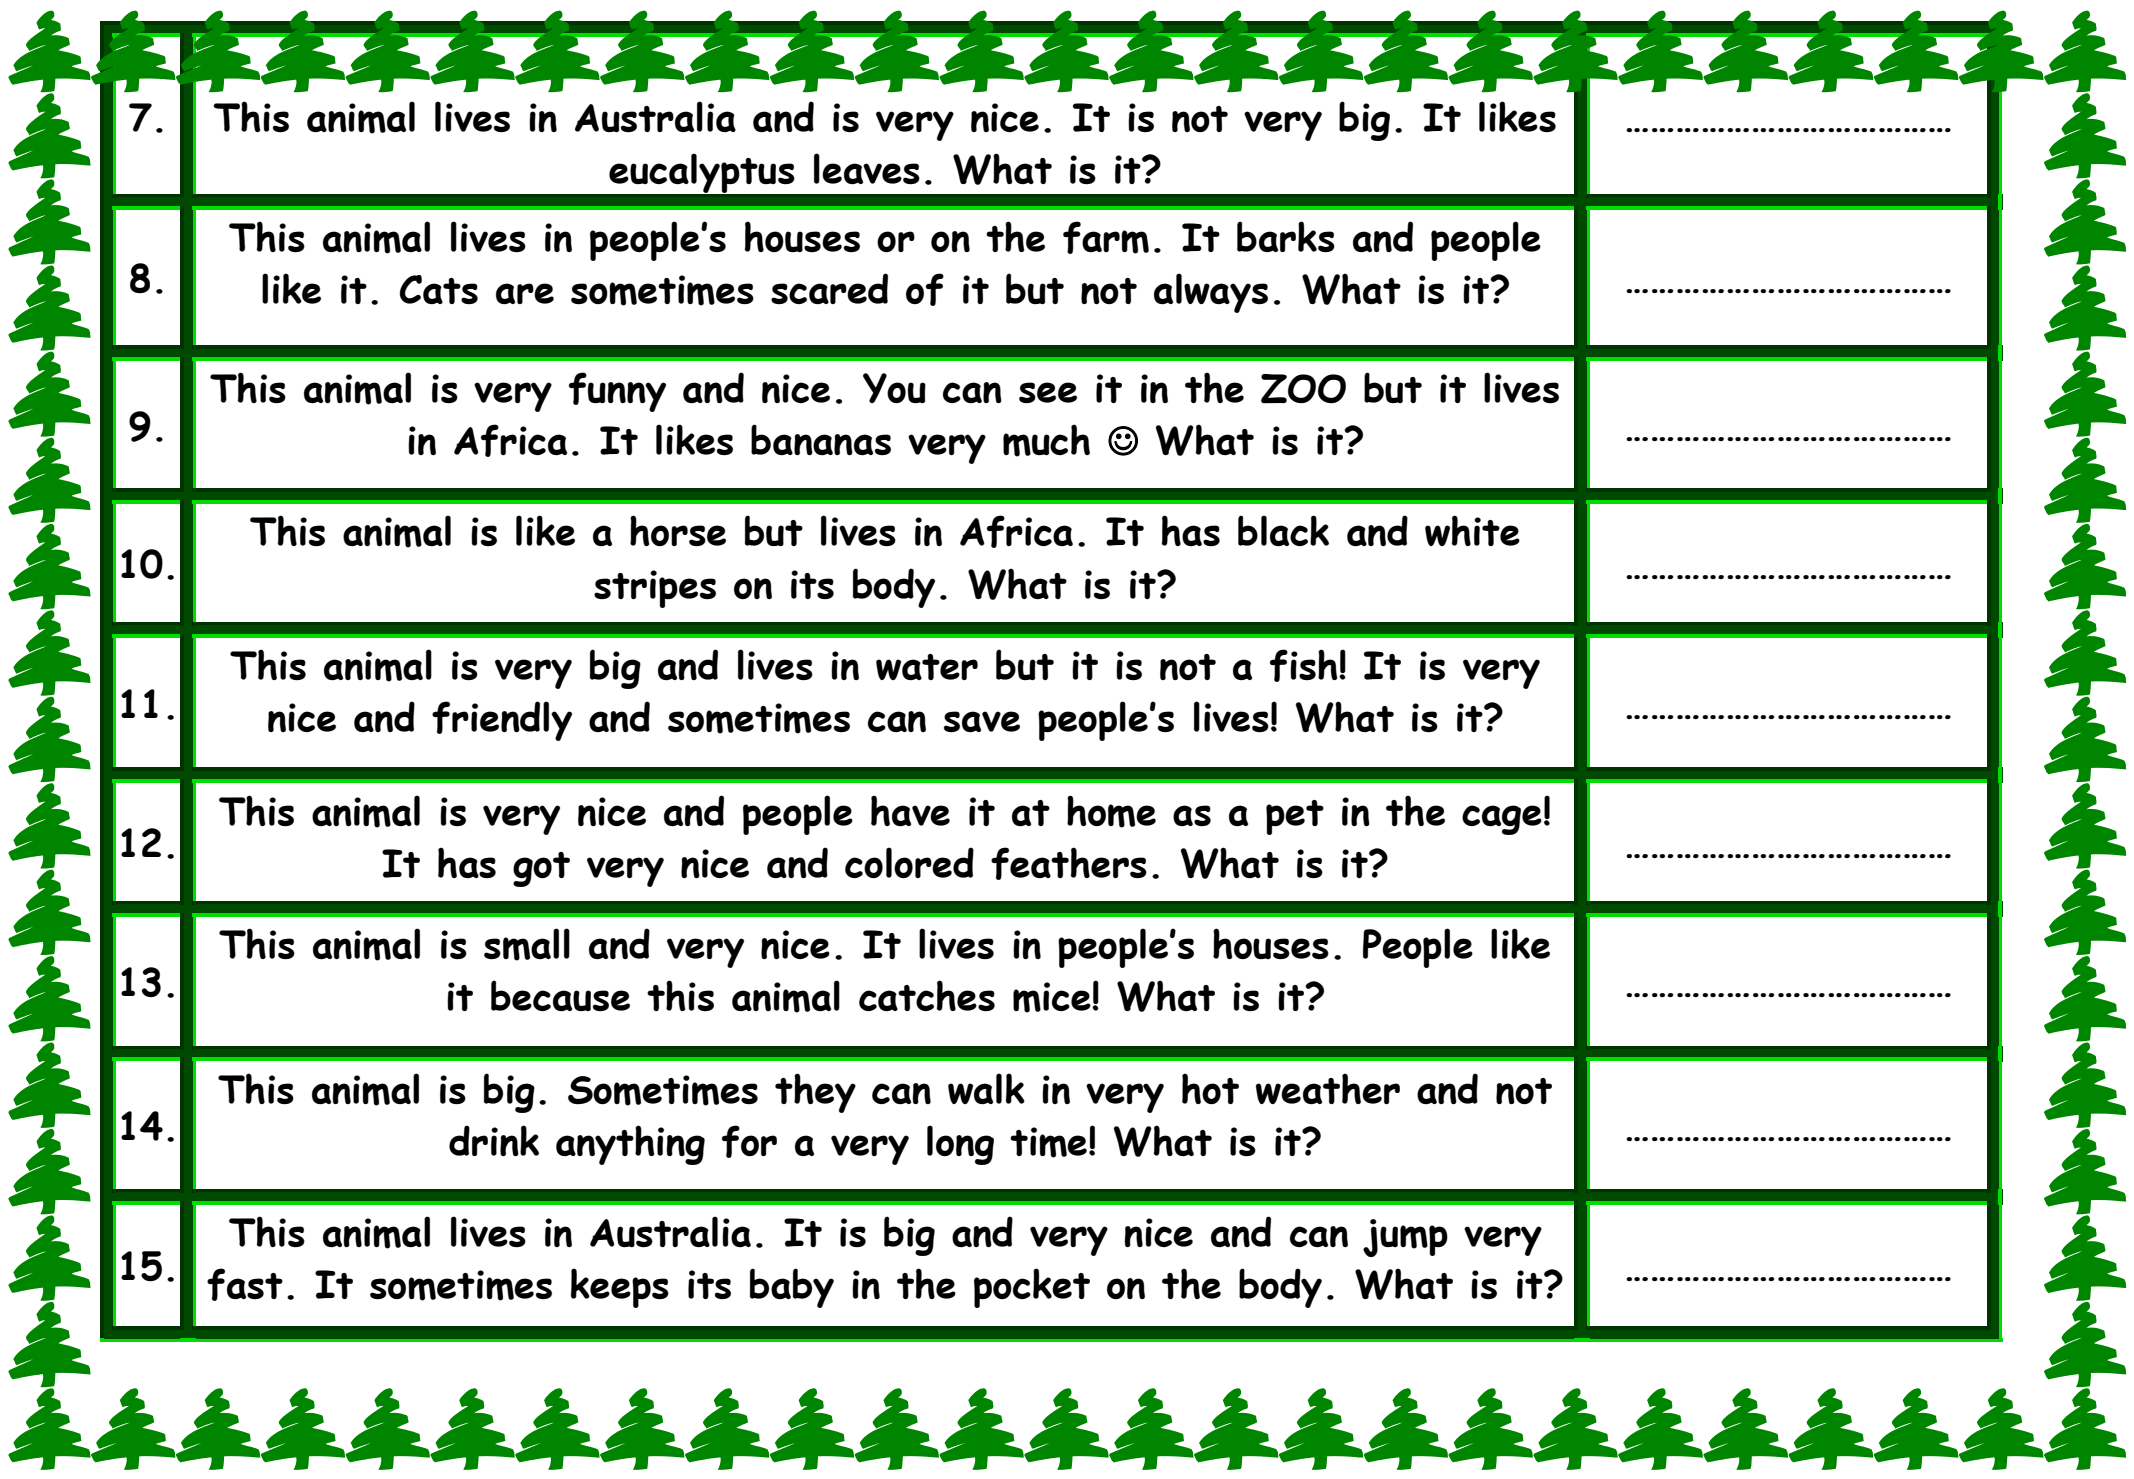 7. This animal lives in Australia and is very nice. It is not very big. It likes ………………………………………
eucalyptus leaves. What is it?
This animal lives in people's houses or on the farm. It barks and people
8. like it. Cats are sometimes scared of it but not always. What is it? ………………………………………
This animal is very funny and nice. You can see it in the ZOO but it lives
9. in Africa. It likes bananas very much ☺ What is it? ………………………………………
This animal is like a horse but lives in Africa. It has black and white
10. stripes on its body. What is it? ………………………………………
This animal is very big and lives in water but it is not a fish! It is very
11. nice and friendly and sometimes can save people's lives! What is it? ………………………………………
This animal is very nice and people have it at home as a pet in the cage!
12. It has got very nice and colored feathers. What is it? ………………………………………
This animal is small and very nice. It lives in people's houses. People like
13. it because this animal catches mice! What is it? ………………………………………
This animal is big. Sometimes they can walk in very hot weather and not
14. drink anything for a very long time! What is it? ………………………………………
This animal lives in Australia. It is big and very nice and can jump very
15. fast. It sometimes keeps its baby in the pocket on the body. What is it? ………………………………………